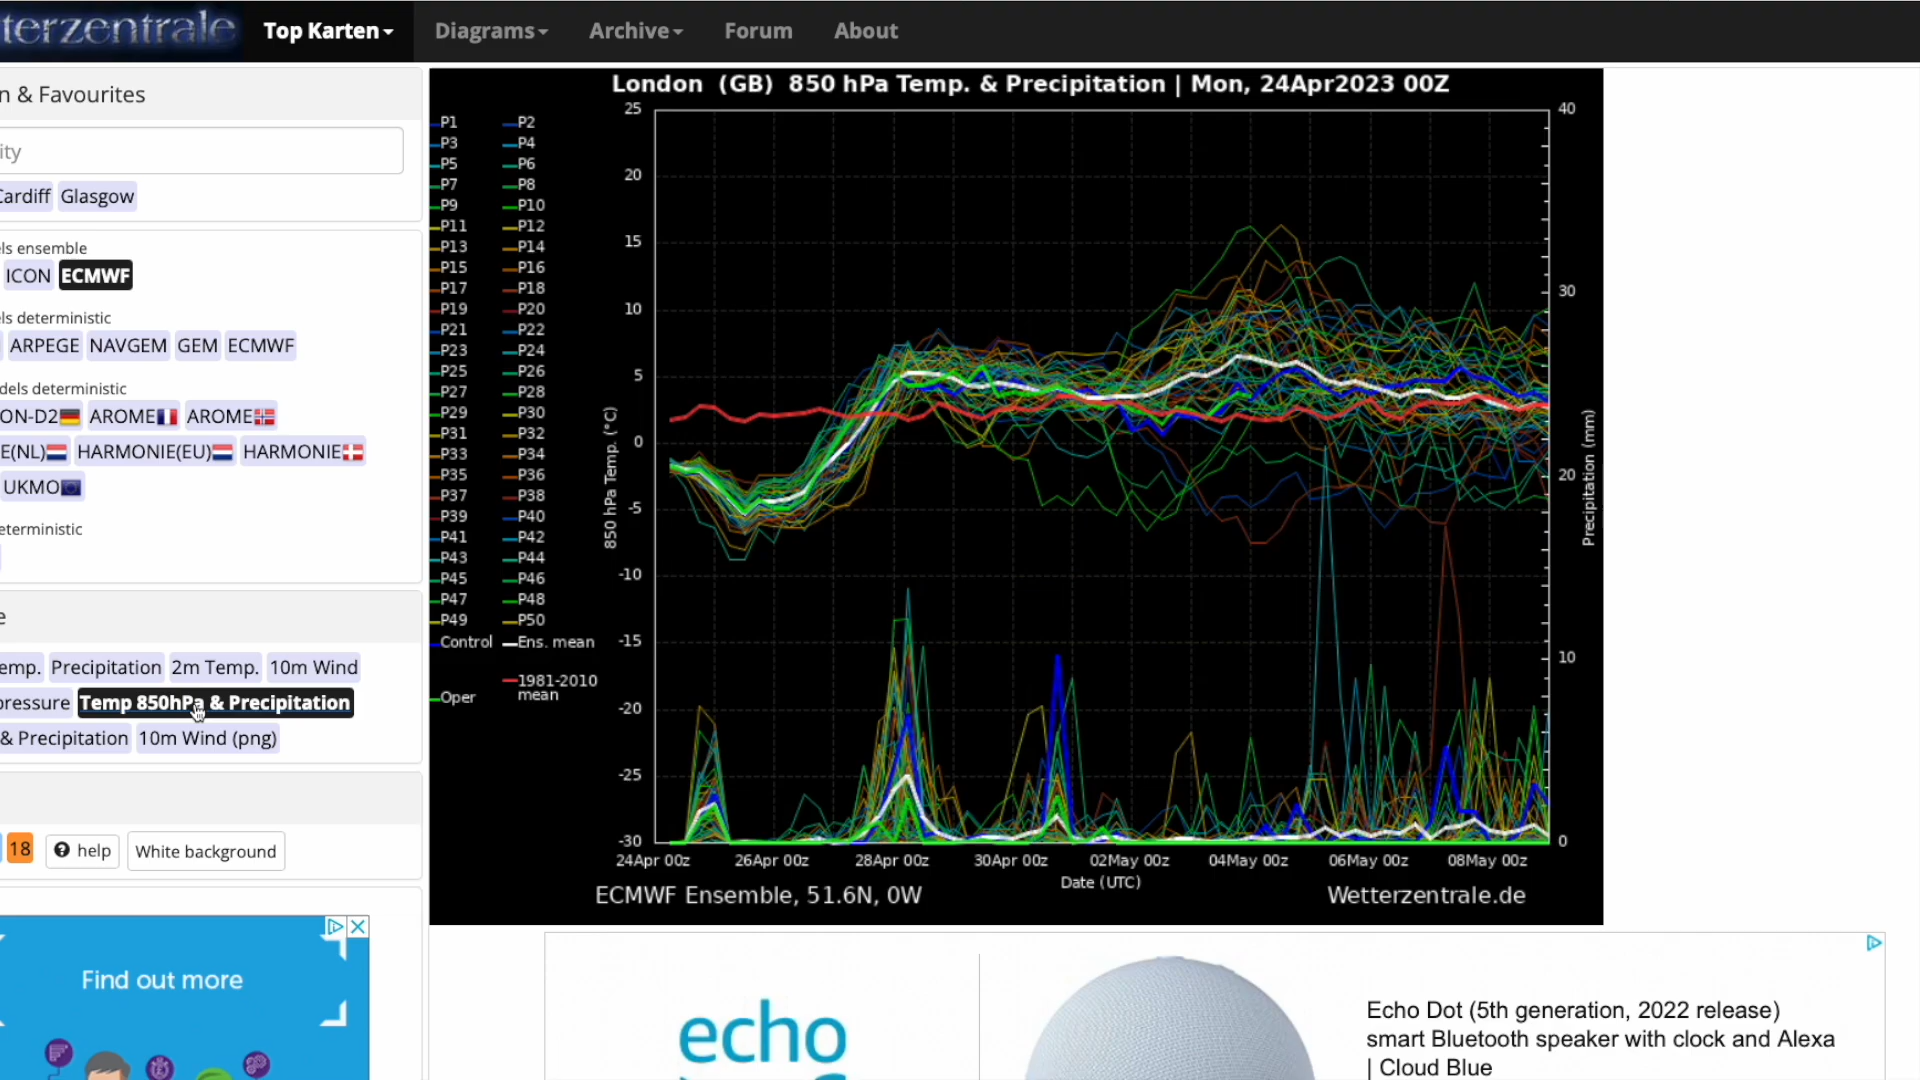 terzentrale
Top Karten
Diagrams
Archive
Forum
About
n & Favourites
ity
Cardiff Glasgow
ls ensemble
ICON ECMWF
ls deterministic
ARPEGE NAVGEM GEM ECMWF
dels deterministic
ON-D2 AROME AROME
E(NL) HARMONIE(EU) HARMONIE
UKMO
eterministic
e
emp. Precipitation 2m Temp. 10m Wind
pressure Temp 850hPa & Precipitation
& Precipitation 10m Wind (png)
18 help White background
Find out more
London (GB) 850 hPa Temp. & Precipitation | Mon, 24Apr2023 00Z
P1 P2
P3 P4
P5 P6
P7 P8
P9 P10
P11 P12
P13 P14
P15 P16
P17 P18
P19 P20
P21 P22
P23 P24
P25 P26
P27 P28
P29 P30
P31 P32
P33 P34
P35 P36
P37 P38
P39 P40
P41 P42
P43 P44
P45 P46
P47 P48
P49 P50
Control Ens. mean
1981-2010
mean
Oper
850 hPa Temp. (°c)
25
20
15
10
5
0
-5
-10
-15
-20
-25
-30
40
30
20
10
0
Precipitation (mm)
24Apr 00z 26Apr 00z 28Apr 00z 30Apr 00z 02May 00z 04May 00z 06May 00z 08May 00z
Date (UTC)
ECMWF Ensemble, 51.6N, 0W
Wetterzentrale.de
echo
Echo Dot (5th generation, 2022 release)
smart Bluetooth speaker with clock and Alexa
| Cloud Blue